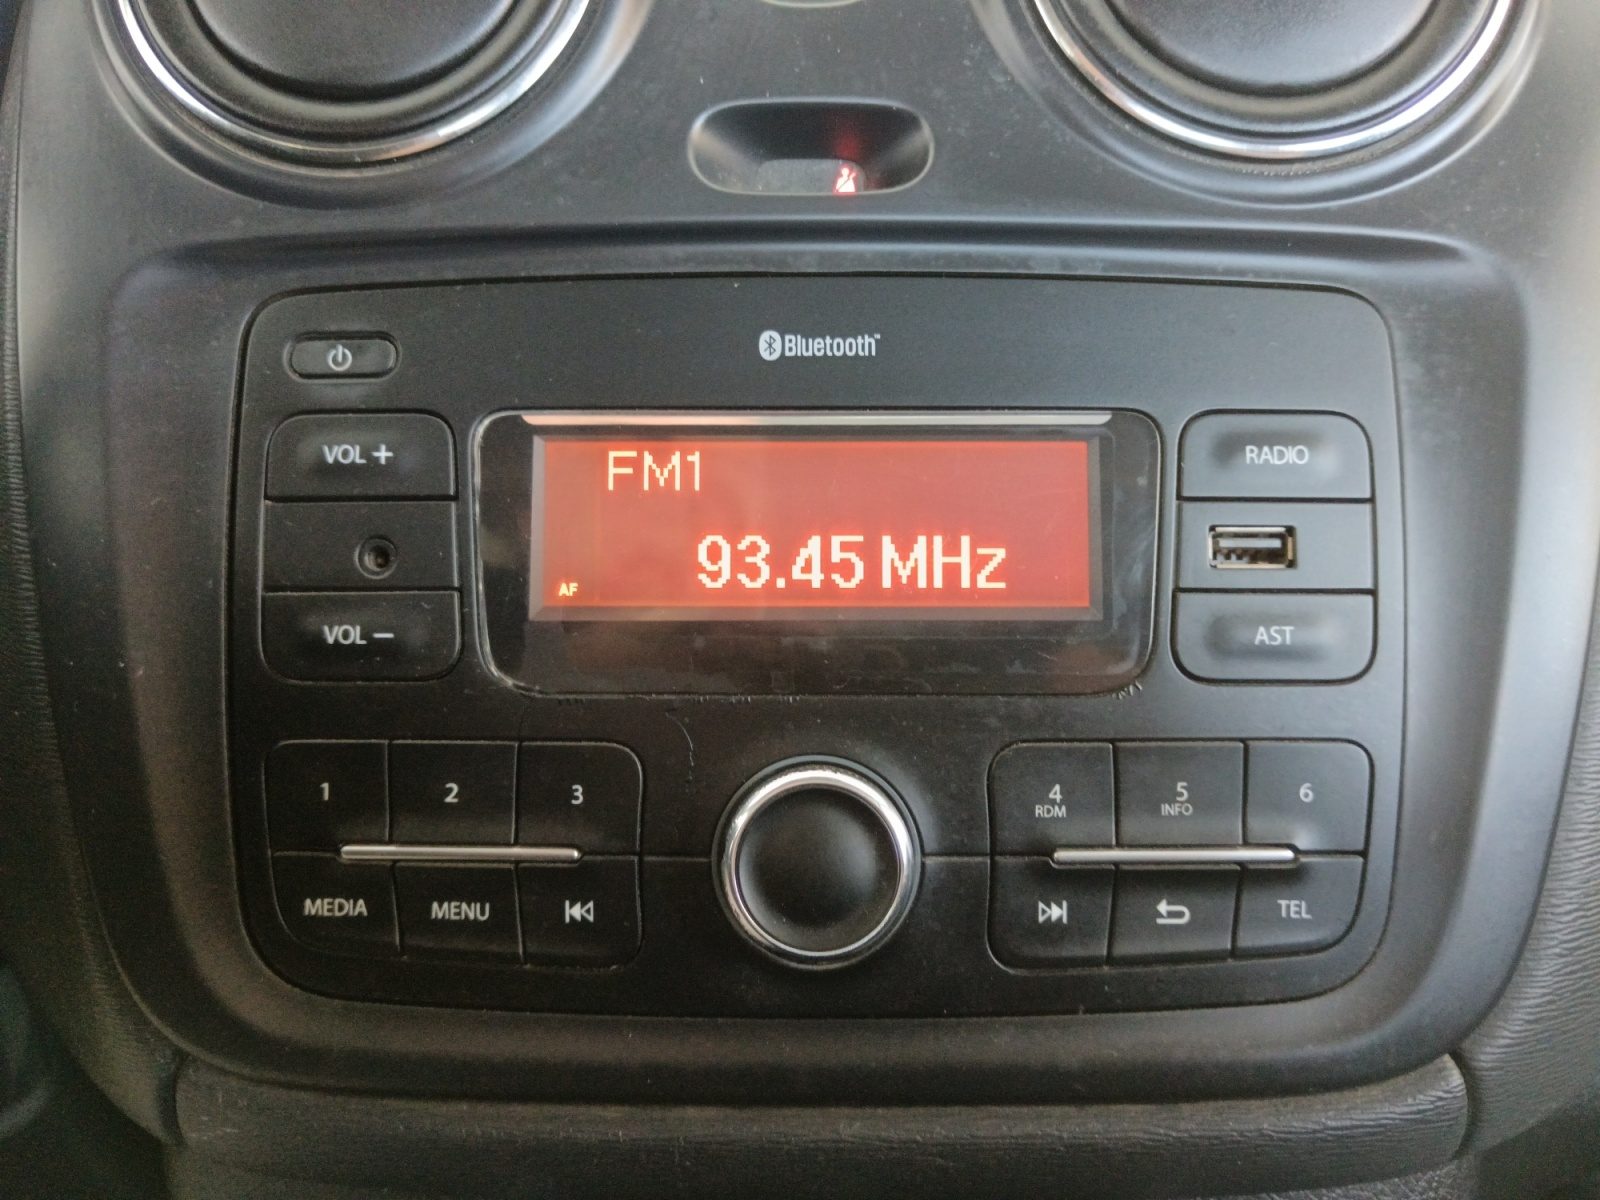 Bluetooth™
VOL +
FM1
RADIO
93.45 MHz
AF
VOL −
AST
1 2 3 4 5 6
RDM INFO
MEDIA MENU TEL